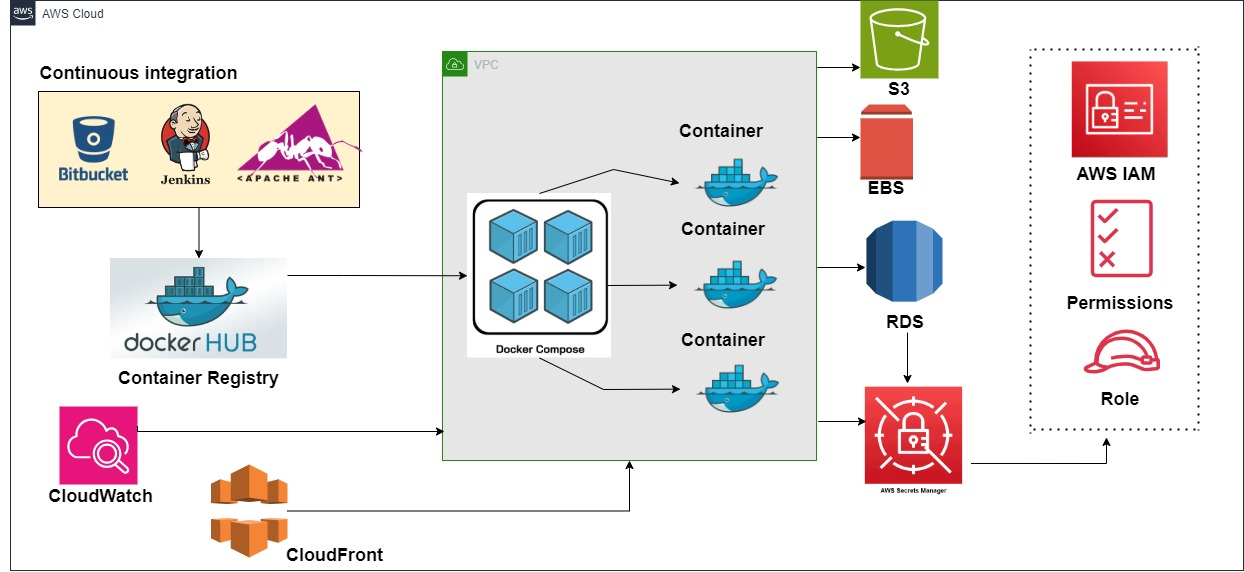 aws
AWS Cloud
Continuous integration
Bitbucket
Jenkins
<APACHE ANT>
docker HUB
Container Registry
CloudWatch
CloudFront
VPC
Docker Compose
Container
Container
Container
S3
EBS
RDS
AWS Secrets Manager
AWS IAM
Permissions
Role